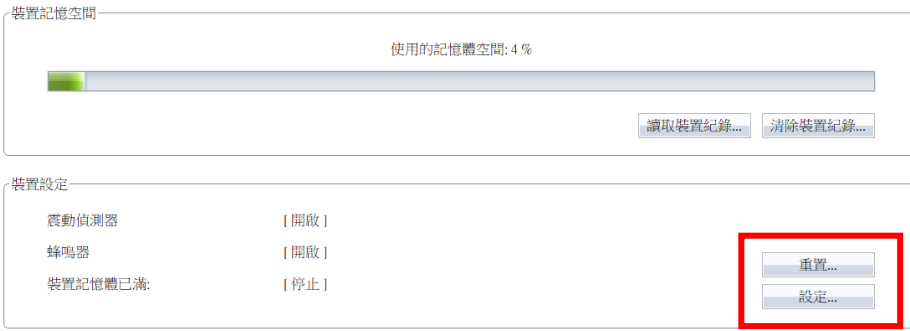 裝置記憶空間
使用的記憶體空間: 4 %
讀取裝置紀錄... 清除裝置紀錄...
裝置設定
震動偵測器 [ 開啟 ]
蜂鳴器 [ 開啟 ]
重置...
裝置記憶體已滿: [ 停止 ]
設定...